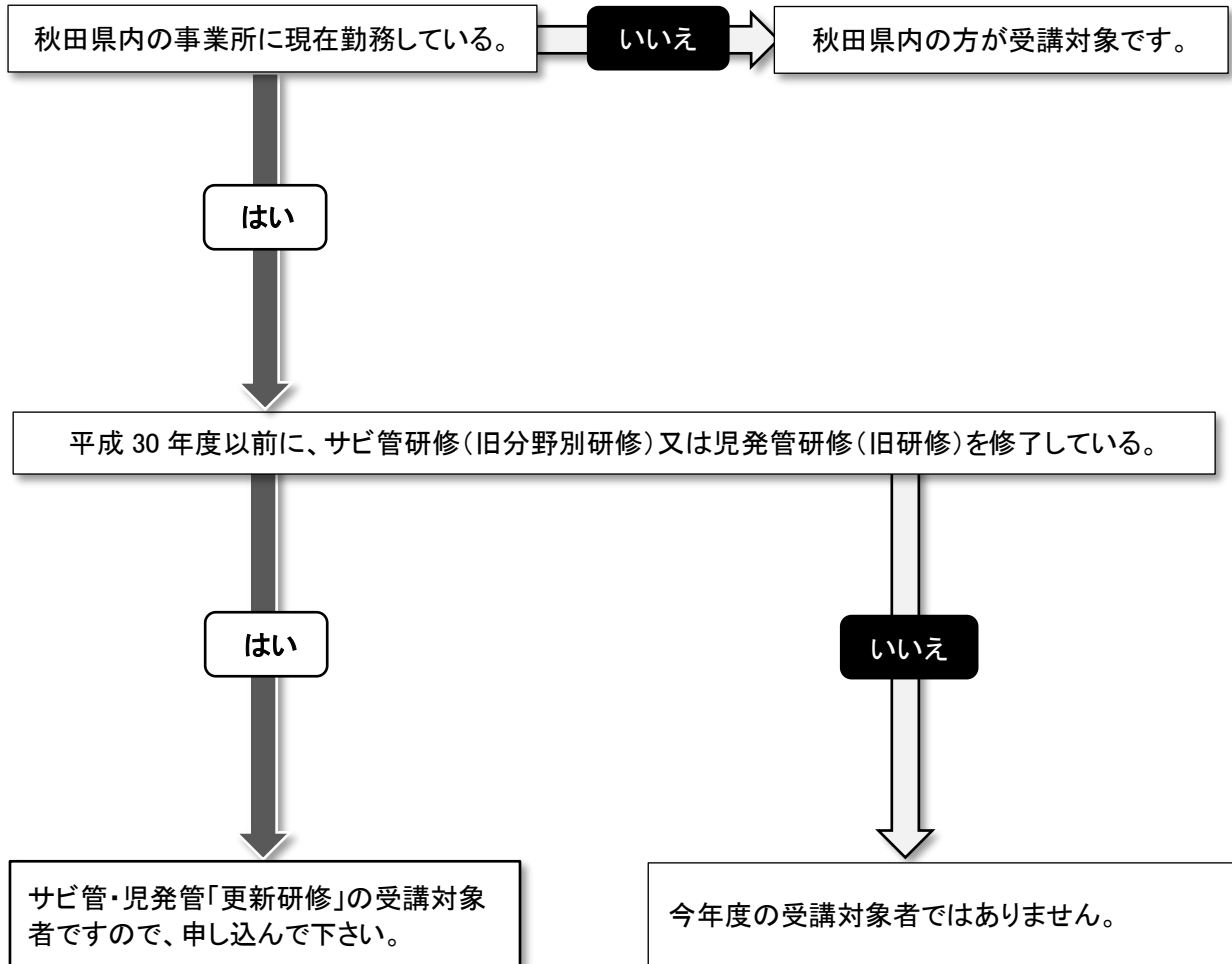 秋田県内の事業所に現在勤務している。
いいえ
秋田県内の方が受講対象です。
はい
平成 30 年度以前に、サビ管研修（旧分野別研修）又は児発管研修（旧研修）を修了している。
はい
いいえ
サビ管・児発管「更新研修」の受講対象
者ですので、申し込んで下さい。
今年度の受講対象者ではありません。